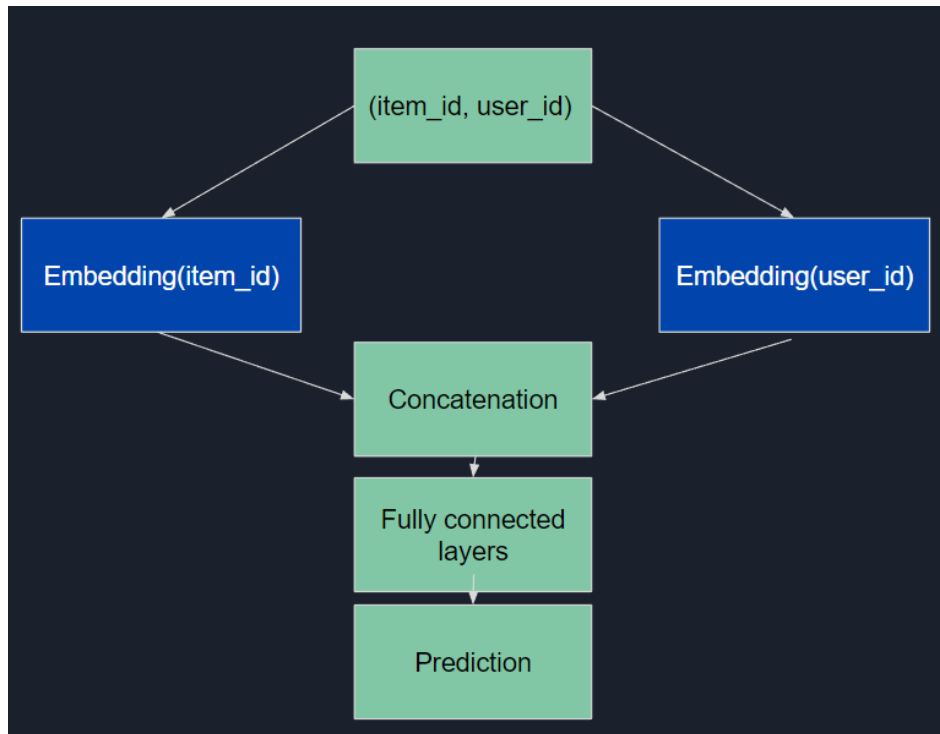 (item_id, user_id)
Embedding(item_id)
Embedding(user_id)
Concatenation
Fully connected
layers
Prediction